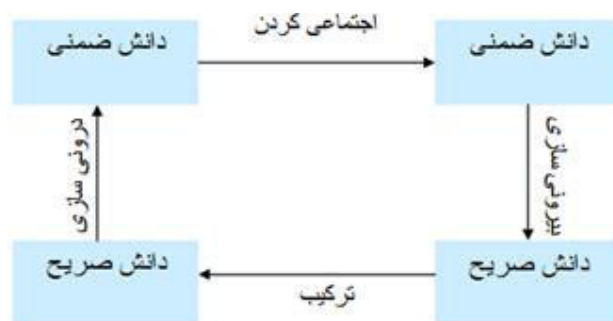 اجتماعی کردن
دانش ضمنی
دانش ضمنی
بیرونی سازی
درونی سازی
دانش صریح
دانش صریح
ترکیب